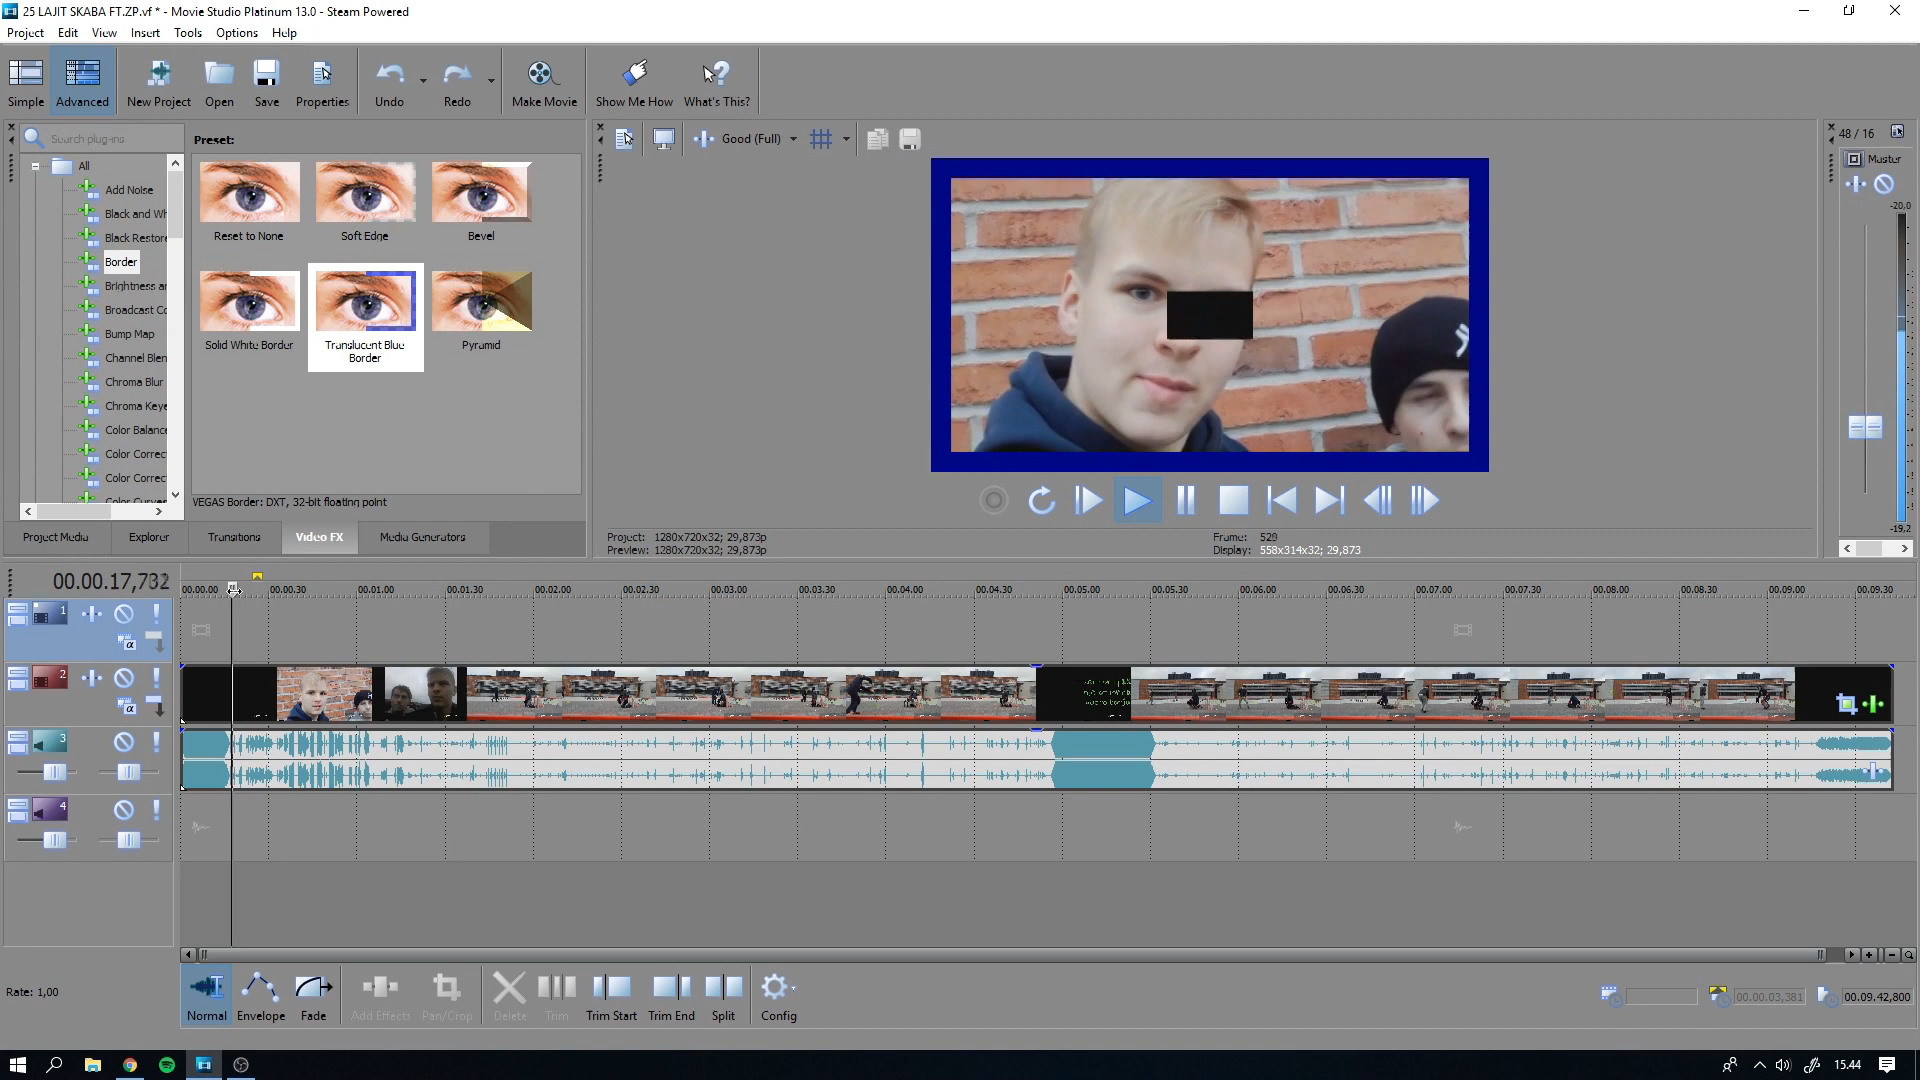 25 LAJIT SKABA FT.ZP.vf * - Movie Studio Platinum 13.0 - Steam Powered
Project Edit View Insert Tools Options Help
Simple Advanced New Project Open Save Properties Undo Redo Make Movie Show Me How What's This?
Search plug-ins
All
Add Noise
Black and Wh
Black Restore
Border
Brightness ar
Broadcast Co
Bump Map
Channel Blen
Chroma Blur
Chroma Keye
Color Balance
Color Correc
Color Correc
Color Curves
Preset:
Reset to None Soft Edge Bevel
Solid White Border Translucent Blue Border Pyramid
VEGAS Border: DXT, 32-bit floating point
Project Media Explorer Transitions Video FX Media Generators
Good (Full)
Project: 1280x720x32; 29,873p
Preview: 1280x720x32; 29,873p
Frame: 529
Display: 558x314x32; 29,873
48 / 16
Master
-20,0
-19,2
00.00.17,732
00.00.00 00.00.30 00.01.00 00.01.30 00.02.00 00.02.30 00.03.00 00.03.30 00.04.00 00.04.30 00.05.00 00.05.30 00.06.00 00.06.30 00.07.00 00.07.30 00.08.00 00.08.30 00.09.00 00.09.30
1
2
3
4
Rate: 1,00
Normal Envelope Fade Add Effects Pan/Crop Delete Trim Trim Start Trim End Split Config
00.00.03,381
00.09.42,800
15.44